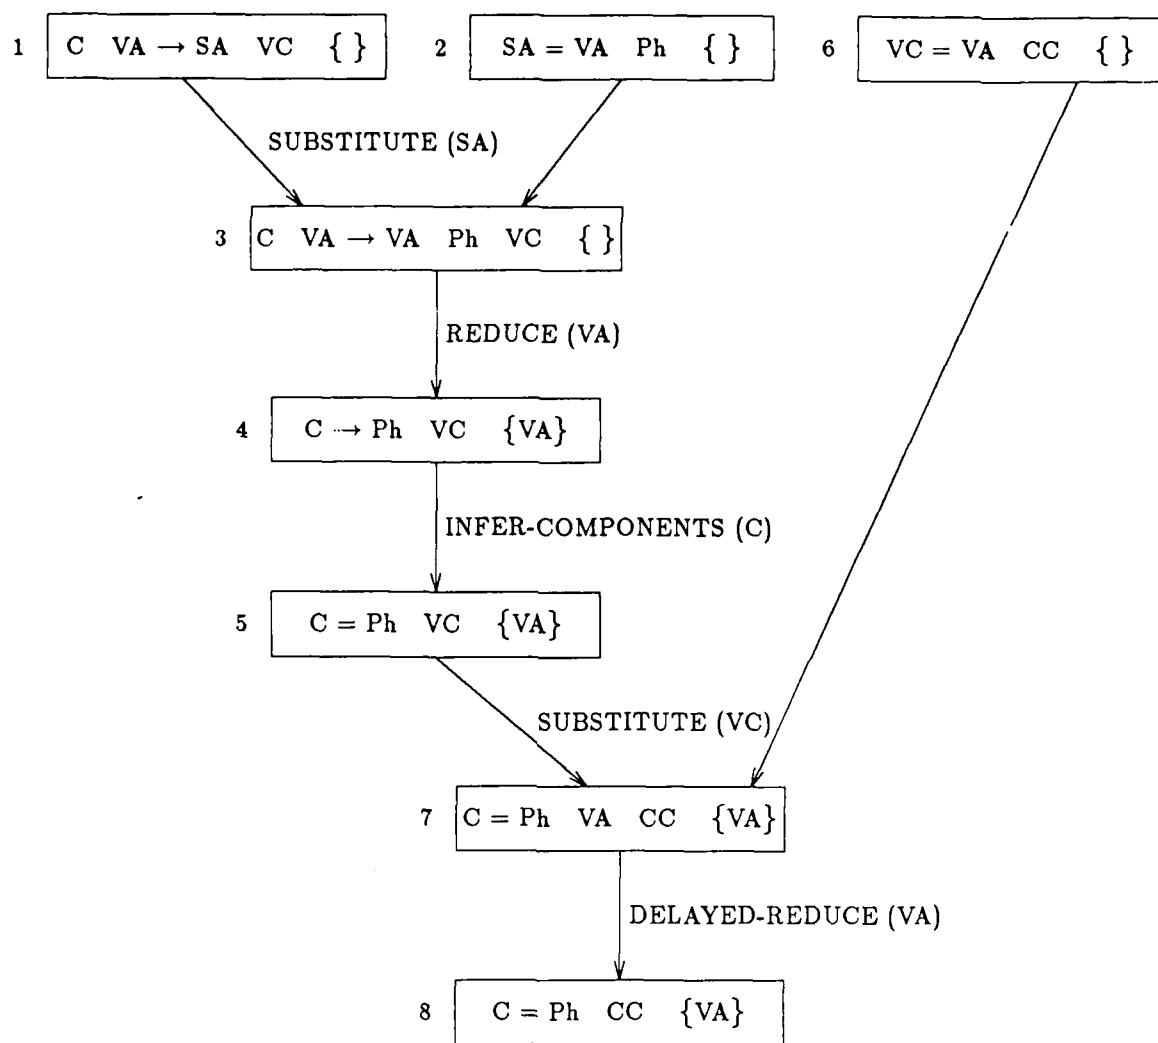 1 C VA → SA VC { } 2 SA = VA Ph { } 6 VC = VA CC { }
SUBSTITUTE (SA)
3 C VA → VA Ph VC { }
REDUCE (VA)
4 C → Ph VC {VA}
INFER-COMPONENTS (C)
5 C = Ph VC {VA}
SUBSTITUTE (VC)
7 C = Ph VA CC {VA}
DELAYED-REDUCE (VA)
8 C = Ph CC {VA}